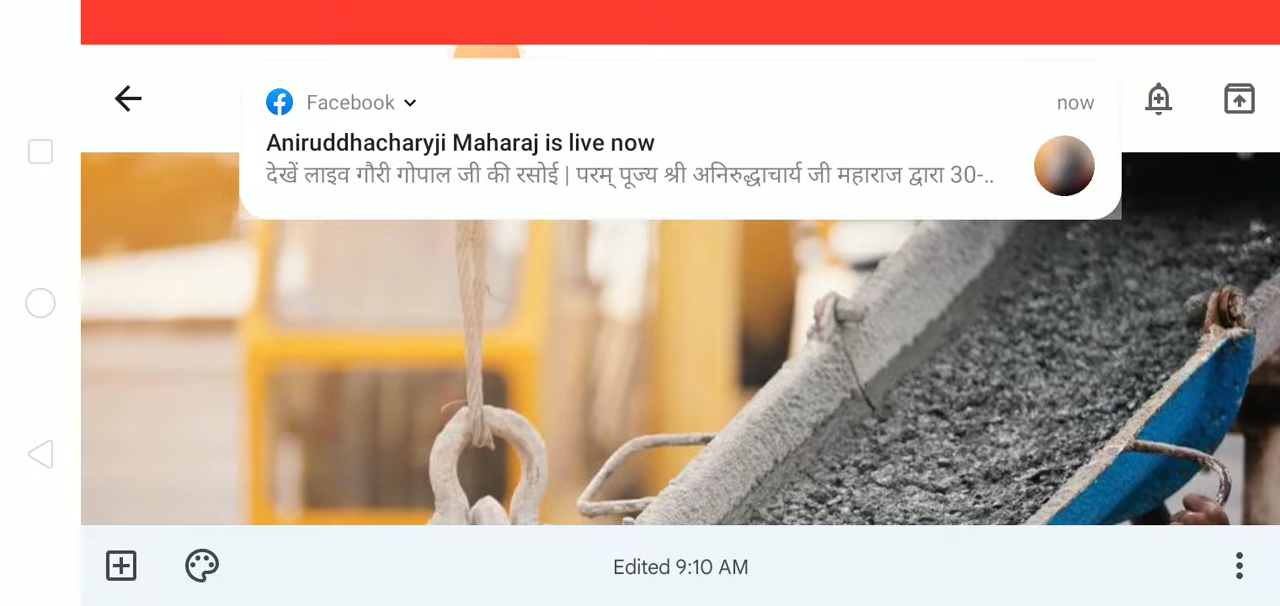 Facebook
now
Aniruddhacharyji Maharaj is live now
देखें लाइव गौरी गोपाल जी की रसोई | परम् पूज्य श्री अनिरुद्धाचार्य जी महाराज द्वारा 30-..
Edited 9:10 AM